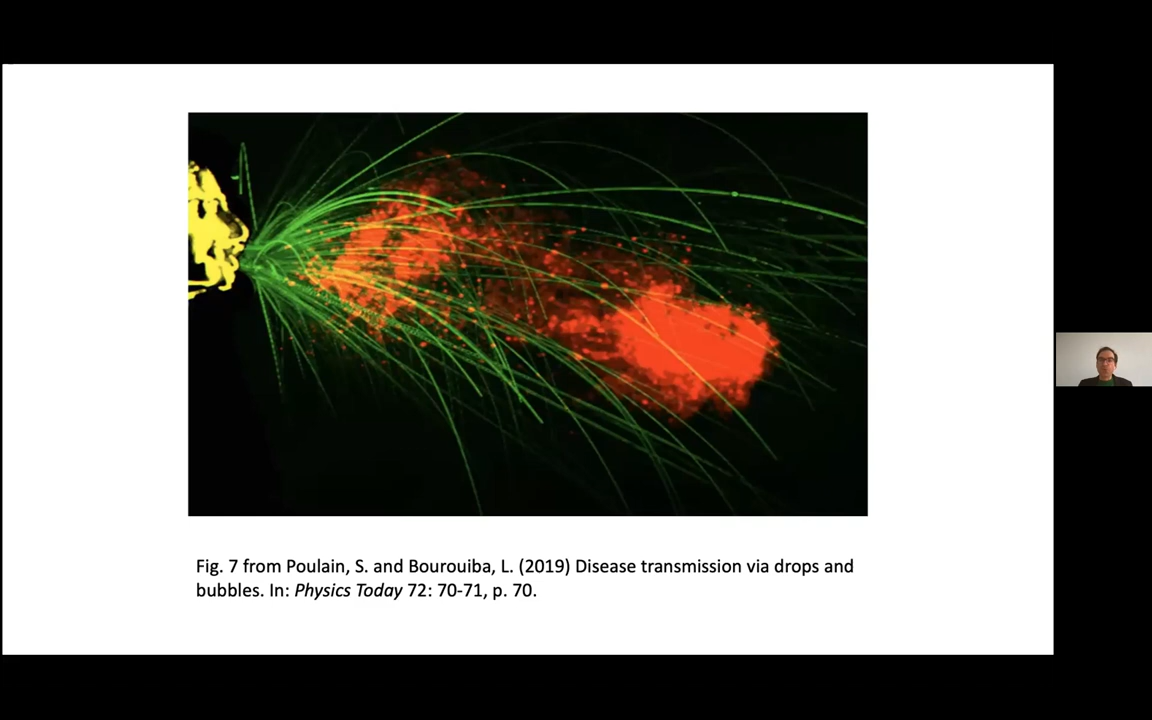 Fig. 7 from Poulain, S. and Bourouiba, L. (2019) Disease transmission via drops and
bubbles. In: Physics Today 72: 70-71, p. 70.